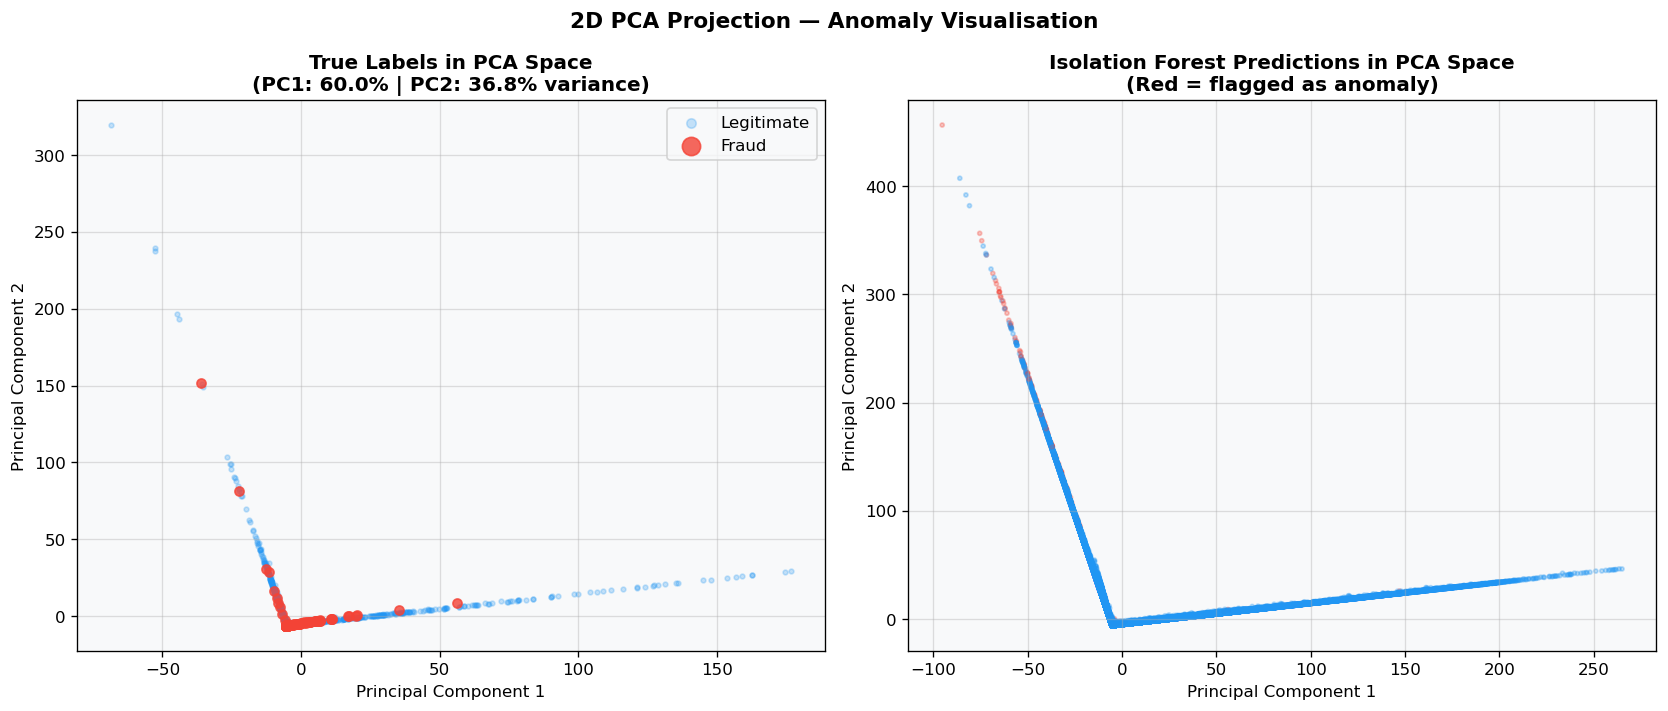 2D PCA Projection — Anomaly Visualisation
True Labels in PCA Space
(PC1: 60.0% | PC2: 36.8% variance)
Legitimate
Fraud
300
250
200
150
100
50
0
Principal Component 2
−50
0
50
100
150
Principal Component 1
Isolation Forest Predictions in PCA Space
(Red = flagged as anomaly)
400
300
200
100
0
Principal Component 2
−100
−50
0
50
100
150
200
250
Principal Component 1